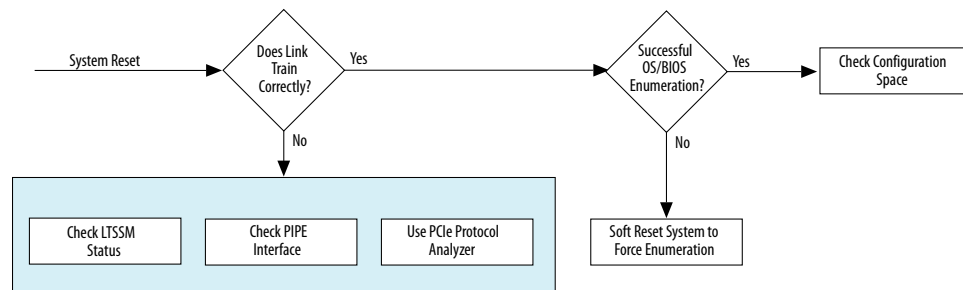 System Reset
Does Link
Train
Correctly?
Yes
Successful
OS/BIOS
Enumeration?
Yes
Check Configuration
Space
No
No
Check LTSSM
Status
Check PIPE
Interface
Use PCIe Protocol
Analyzer
Soft Reset System to
Force Enumeration